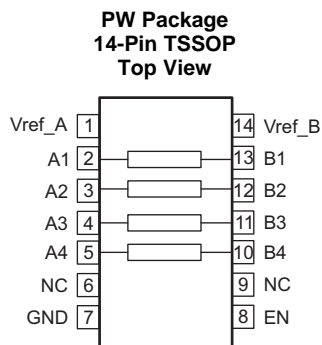 PW Package
14-Pin TSSOP
Top View
Vref_A 1 14 Vref_B
A1 2 13 B1
A2 3 12 B2
A3 4 11 B3
A4 5 10 B4
NC 6 9 NC
GND 7 8 EN